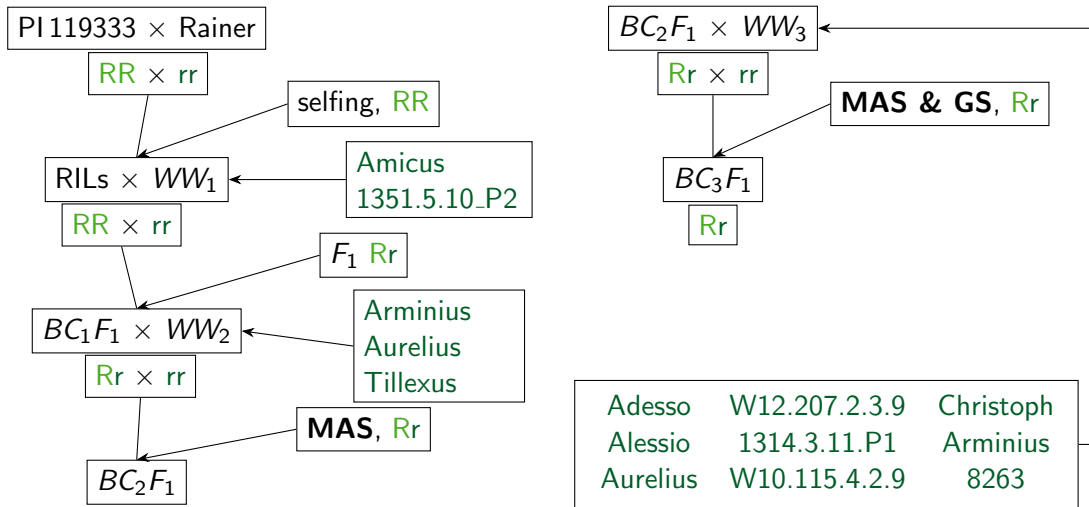 PI 119333 × Rainer
RR × rr
selfing, RR
RILs × WW₁
Amicus
1351.5.10_P2
RR × rr
F₁ Rr
BC₁F₁ × WW₂
Arminius
Aurelius
Tillexus
Rr × rr
MAS, Rr
BC₂F₁
BC₂F₁ × WW₃
Rr × rr
MAS & GS, Rr
BC₃F₁
Rr
Adesso W12.207.2.3.9 Christoph
Alessio 1314.3.11.P1 Arminius
Aurelius W10.115.4.2.9 8263